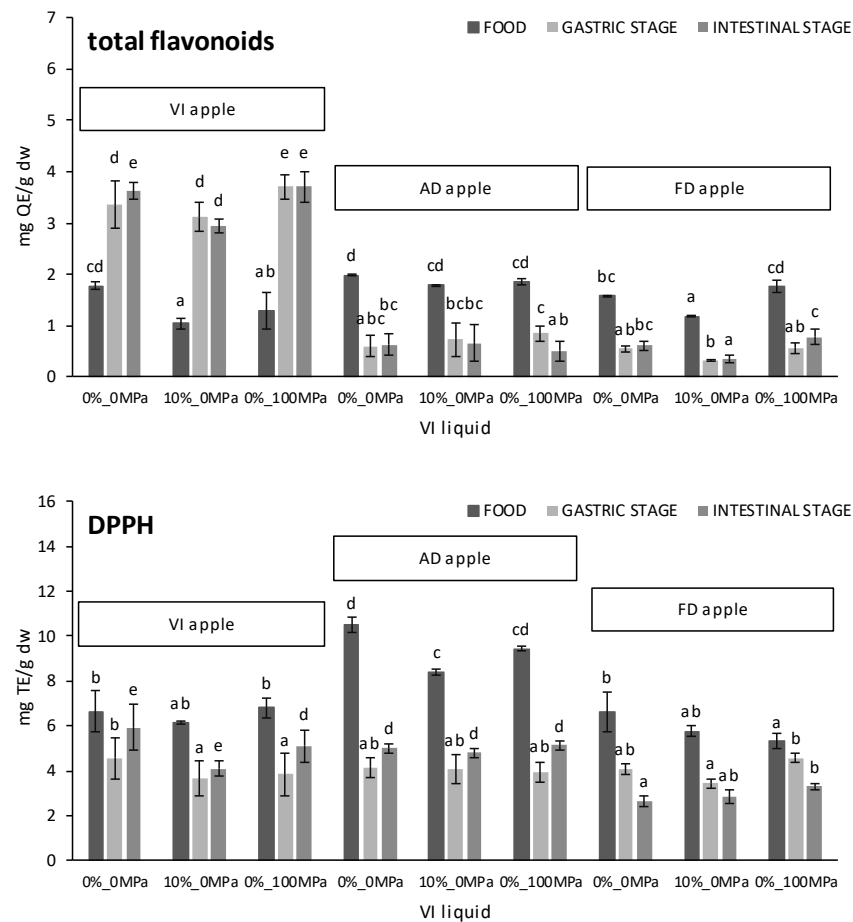 7
total flavonoids
FOOD GASTRIC STAGE INTESTINAL STAGE
6
VI apple
5
mg QE/g dw
4
d e d d e e
AD apple FD apple
3
cd a ab
2
d cd cd bc a cd
abc bc bc bc c ab ab bc b a ab c
1
0
0%_0MPa 10%_0MPa 0%_100MPa 0%_0MPa 10%_0MPa 0%_100MPa 0%_0MPa 10%_0MPa 0%_100MPa
VI liquid
16
DPPH
FOOD GASTRIC STAGE INTESTINAL STAGE
14
AD apple
12
VI apple FD apple
mg TE/g dw
10
d c cd
8
b ab b b ab a
6
b e a e a d ab d ab d ab d ab a a ab b b
4
2
0
0%_0MPa 10%_0MPa 0%_100MPa 0%_0MPa 10%_0MPa 0%_100MPa 0%_0MPa 10%_0MPa 0%_100MPa
VI liquid